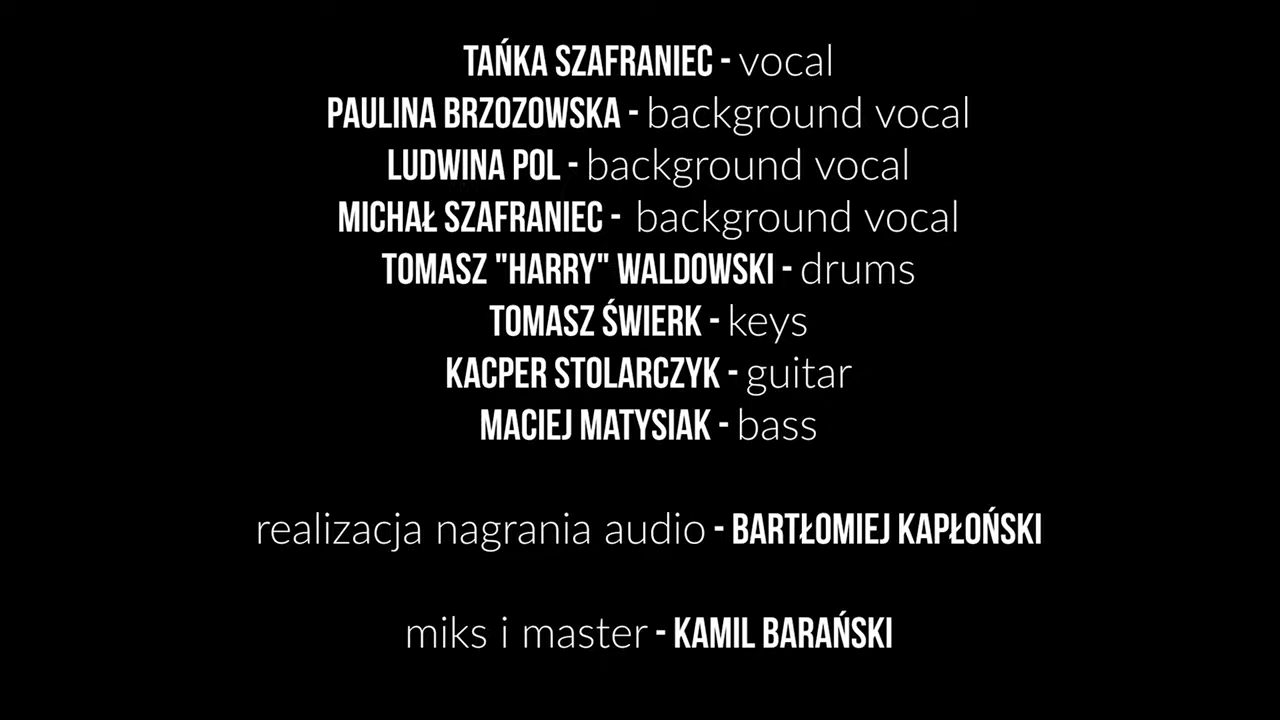 TAŃKA SZAFRANIEC - vocal
PAULINA BRZOZOWSKA - background vocal
LUDWINA POL - background vocal
MICHAŁ SZAFRANIEC - background vocal
TOMASZ "HARRY" WALDOWSKI - drums
TOMASZ ŚWIERK - keys
KACPER STOLARCZYK - guitar
MACIEJ MATYSIAK - bass
realizacja nagrania audio - BARTŁOMIEJ KAPŁOŃSKI
miks i master - KAMIL BARAŃSKI